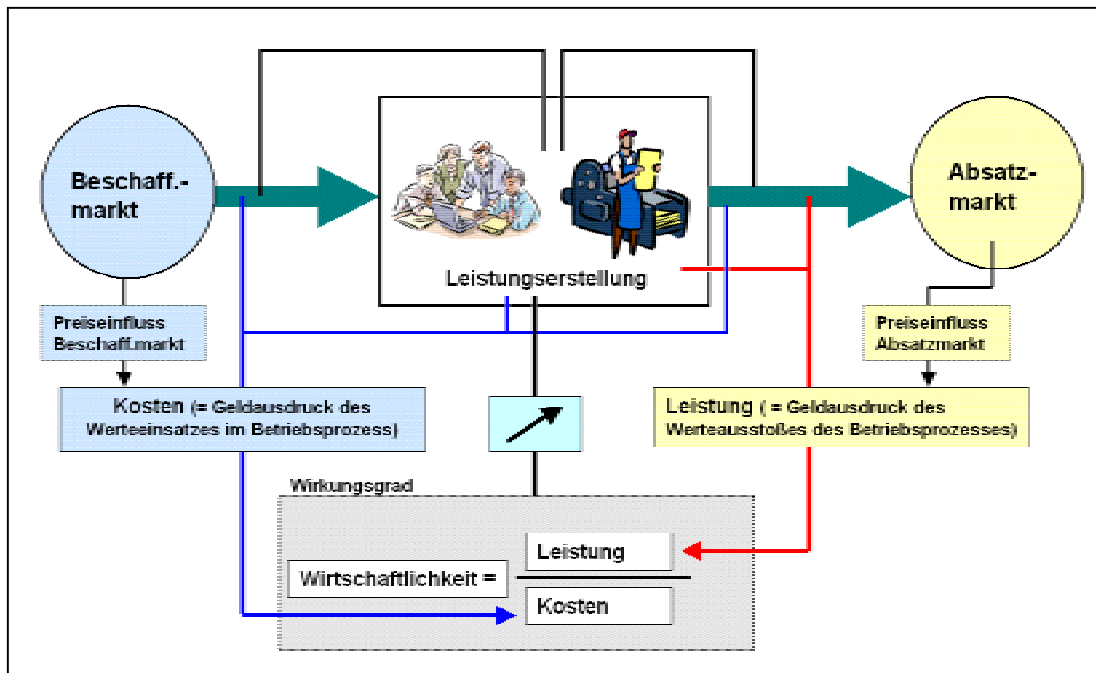 Beschaff.-
markt
Absatz-
markt
Leistungserstellung
Preiseinfluss
Beschaff.markt
Preiseinfluss
Absatzmarkt
Kosten (= Geldausdruck des
Werteeinsatzes im Betriebsprozess)
Leistung ( = Geldausdruck des
Werteausstoßes des Betriebsprozesses)
Wirkungsgrad
Wirtschaftlichkeit =
Leistung
Kosten